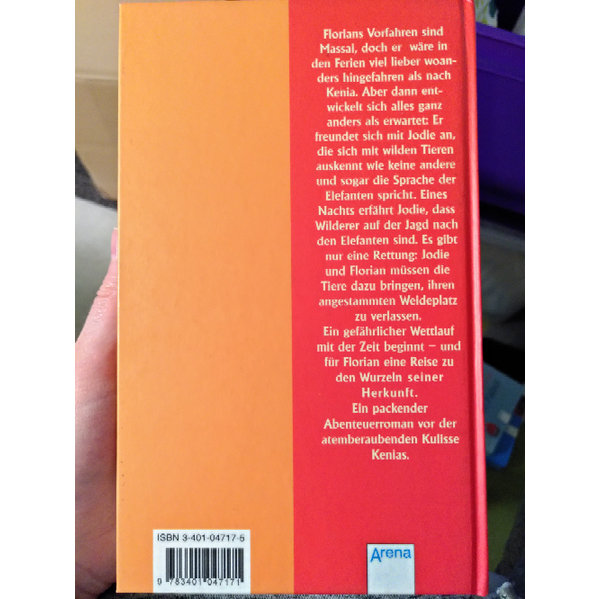 Florians Vorfahren sind
Massai, doch er wäre in
den Ferien viel lieber woan-
ders hingefahren als nach
Kenia. Aber dann ent-
wickelt sich alles ganz
anders als erwartet: Er
freundet sich mit Jodie an,
die sich mit wilden Tieren
auskennt wie keine andere
und sogar die Sprache der
Elefanten spricht. Eines
Nachts erfährt Jodie, dass
Wilderer auf der Jagd nach
den Elefanten sind. Es gibt
nur eine Rettung: Jodie
und Florian müssen die
Tiere dazu bringen, ihren
angestammten Weideplatz
zu verlassen.
Ein gefährlicher Wettlauf
mit der Zeit beginnt – und
für Florian eine Reise zu
den Wurzeln seiner
Herkunft.
Ein packender
Abenteuerroman vor der
atemberaubenden Kulisse
Kenias.
ISBN 3-401-04717-5
9 783401 047171
Arena